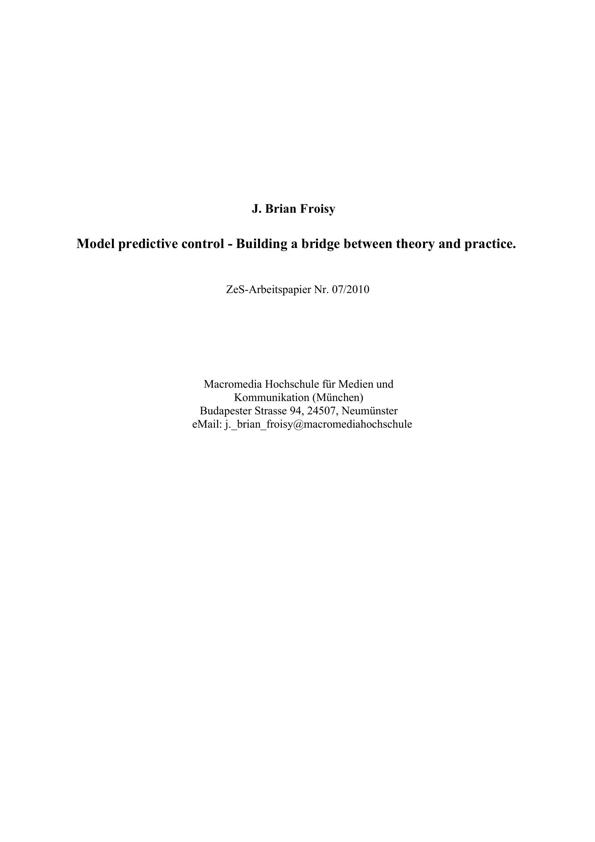 J. Brian Froisy
Model predictive control - Building a bridge between theory and practice.
ZeS-Arbeitspapier Nr. 07/2010
Macromedia Hochschule für Medien und
Kommunikation (München)
Budapester Strasse 94, 24507, Neumünster
eMail: j._brian_froisy@macromediahochschule